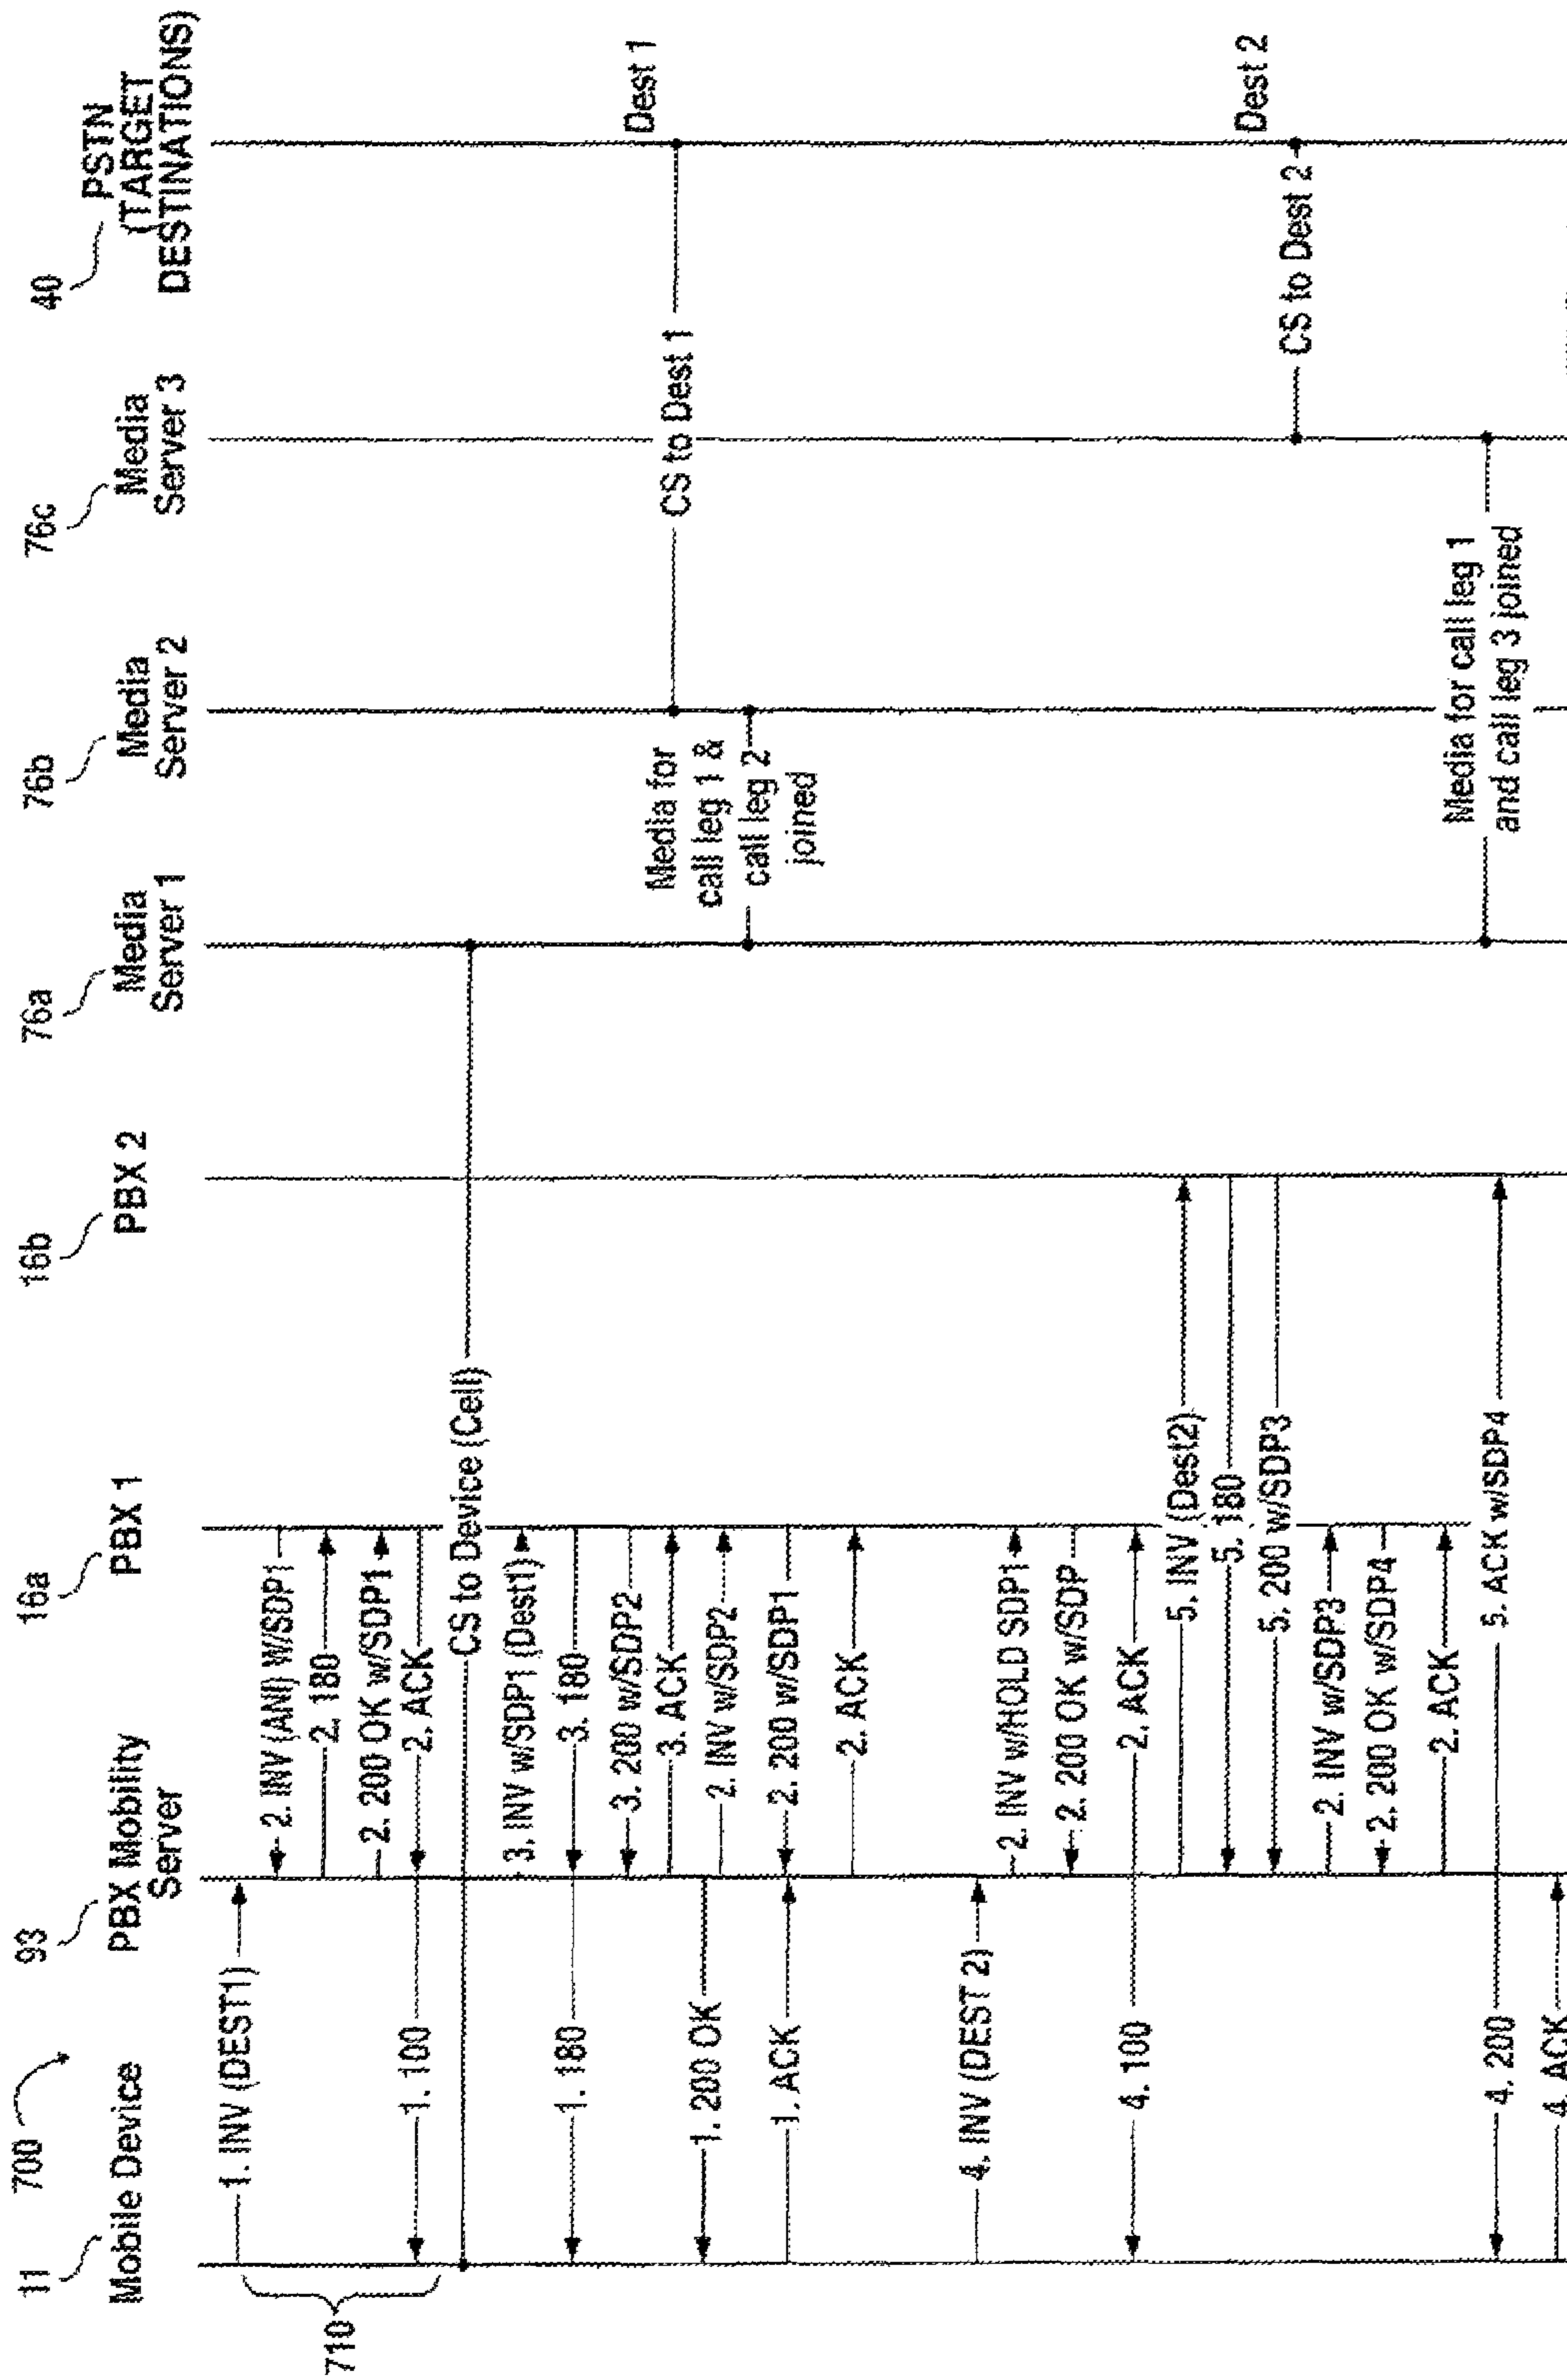 700
11
Mobile Device
93
PBX Mobility
Server
16a
PBX 1
16b
PBX 2
76a
Media
Server 1
76b
Media
Server 2
76c
Media
Server 3
40
PSTN
(TARGET
DESTINATIONS)
710
1. INV (DEST1)
2. INV (ANI) W/SDP1
2. 180
2. 200 OK w/SDP1
1. 100
2. ACK
CS to Device (Cell)
3. INV w/SDP1 (Dest1)
1. 180
3. 180
3. 200 w/SDP2
3. ACK
CS to Dest 1
Dest 1
1. 200 OK
2. INV w/SDP2
Media for
call leg 1 &
call leg 2
joined
1. ACK
2. 200 w/SDP1
2. ACK
4. INV (DEST 2)
2. INV w/HOLD SDP1
2. 200 OK w/SDP
4. 100
2. ACK
5. INV (Dest2)
5. 180
5. 200 w/SDP3
CS to Dest 2
Dest 2
2. INV w/SDP3
2. 200 OK w/SDP4
2. ACK
Media for call leg 1
and call leg 3 joined
4. 200
5. ACK w/SDP4
4. ACK